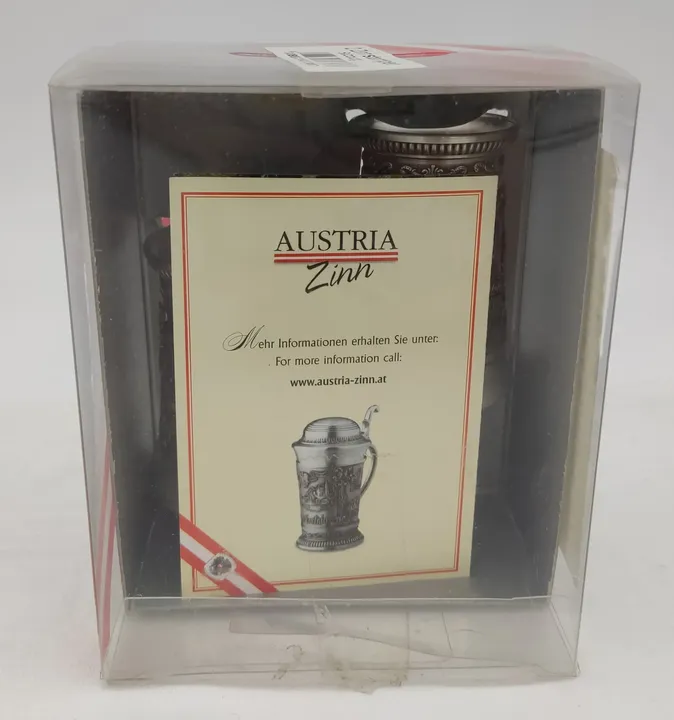 AUSTRIA
Zinn
Mehr Informationen erhalten Sie unter:
For more information call:
www.austria-zinn.at